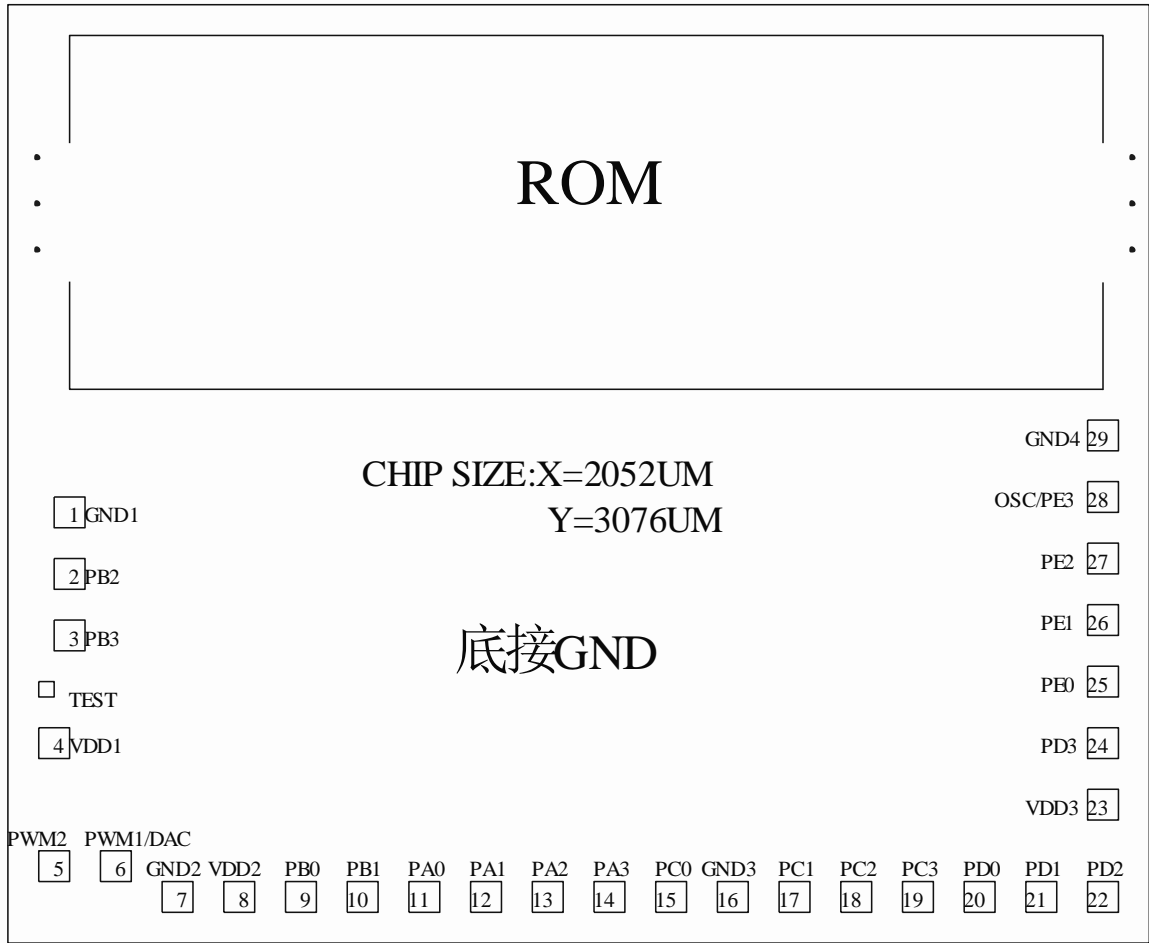 ROM
GND4 29
CHIP SIZE:X=2052UM
OSC/PE3 28
1 GND1
Y=3076UM
PE2 27
2 PB2
PE1 26
3 PB3
底接GND
PE0 25
TEST
4 VDD1
PD3 24
VDD3 23
PWM2 PWM1/DAC
5 6
GND2 VDD2 PB0 PB1 PA0 PA1 PA2 PA3 PC0 GND3 PC1 PC2 PC3 PD0 PD1 PD2
7 8 9 10 11 12 13 14 15 16 17 18 19 20 21 22